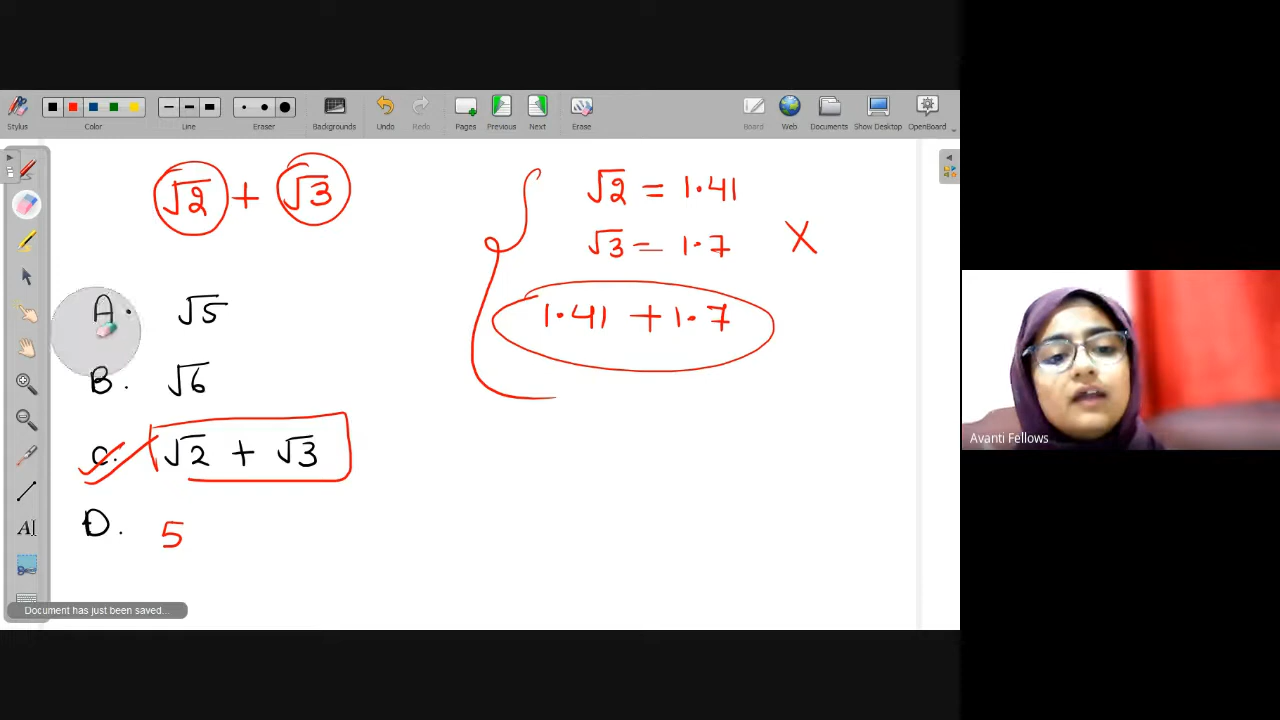 Stylus Color Line Eraser Backgrounds Undo Redo Pages Previous Next Erase Board Web Documents Show Desktop OpenBoard
√2 + √3
√2 = 1.41
√3 = 1.7 X
1.41 + 1.7
A. √5
B. √6
C. √2 + √3
D. 5
Document has just been saved...
Avanti Fellows